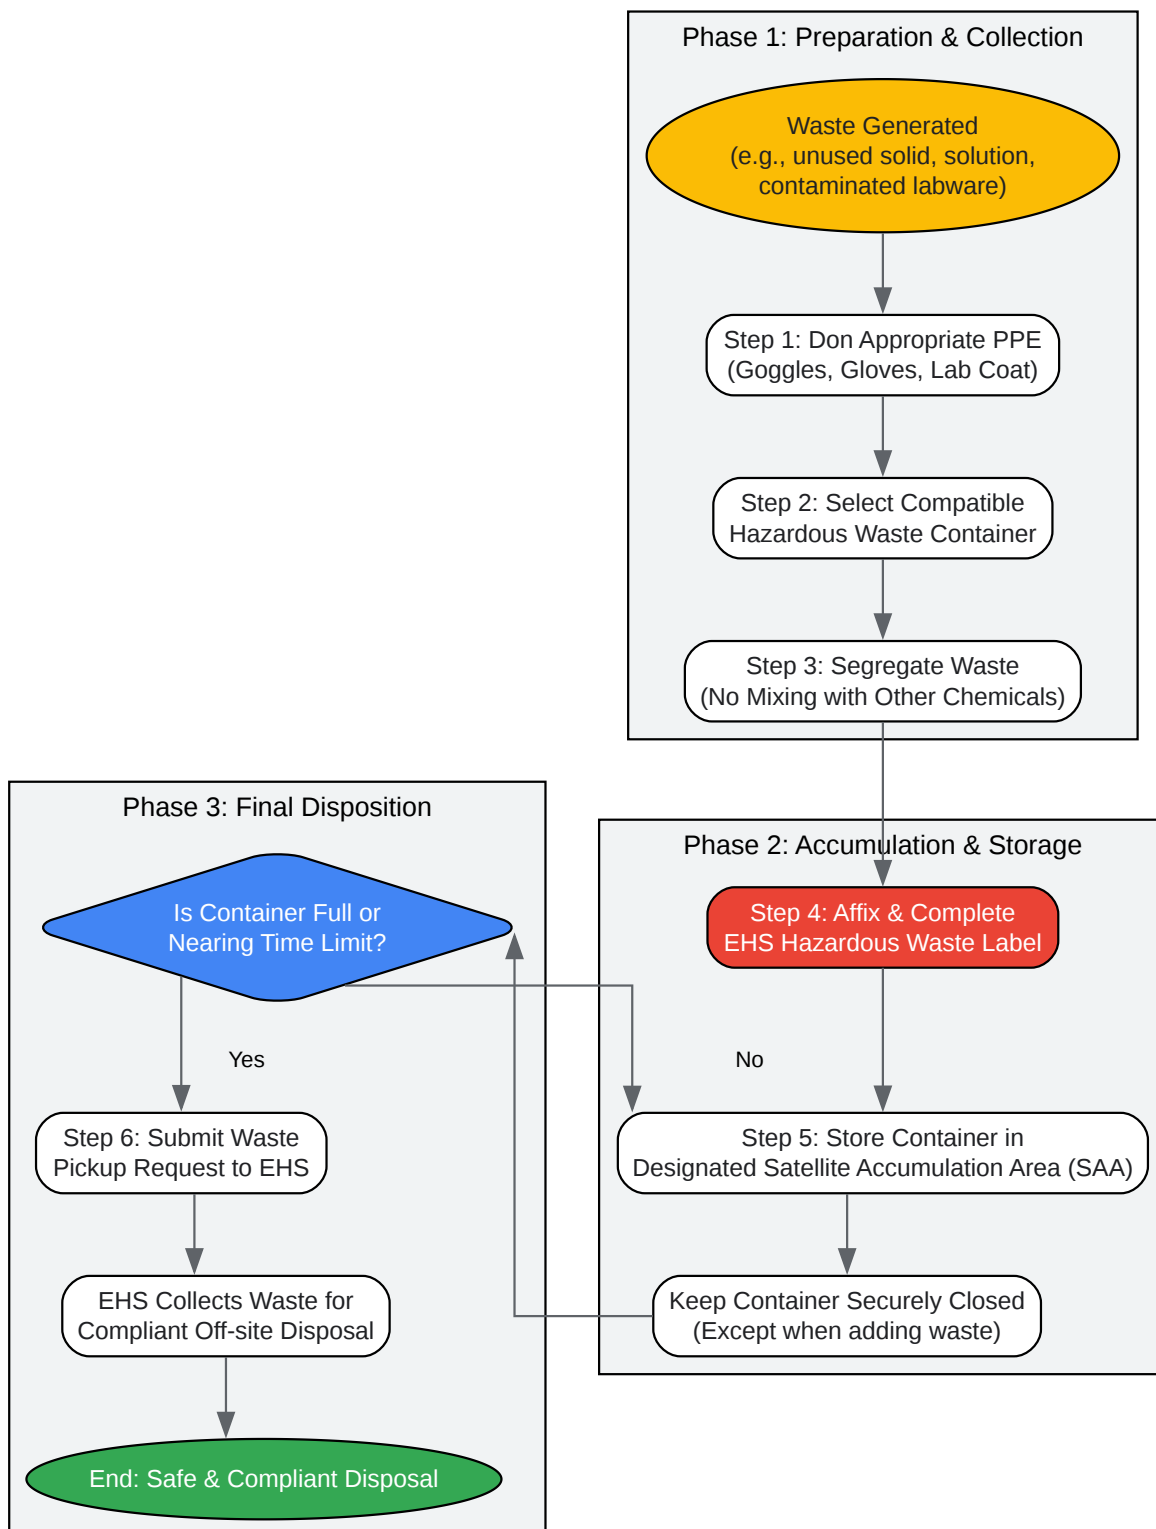 Phase 1: Preparation & Collection
Waste Generated
(e.g., unused solid, solution,
contaminated labware)
Step 1: Don Appropriate PPE
(Goggles, Gloves, Lab Coat)
Step 2: Select Compatible
Hazardous Waste Container
Step 3: Segregate Waste
(No Mixing with Other Chemicals)
Phase 2: Accumulation & Storage
Step 4: Affix & Complete
EHS Hazardous Waste Label
No
Step 5: Store Container in
Designated Satellite Accumulation Area (SAA)
Keep Container Securely Closed
(Except when adding waste)
Phase 3: Final Disposition
Is Container Full or
Nearing Time Limit?
Yes
Step 6: Submit Waste
Pickup Request to EHS
EHS Collects Waste for
Compliant Off-site Disposal
End: Safe & Compliant Disposal